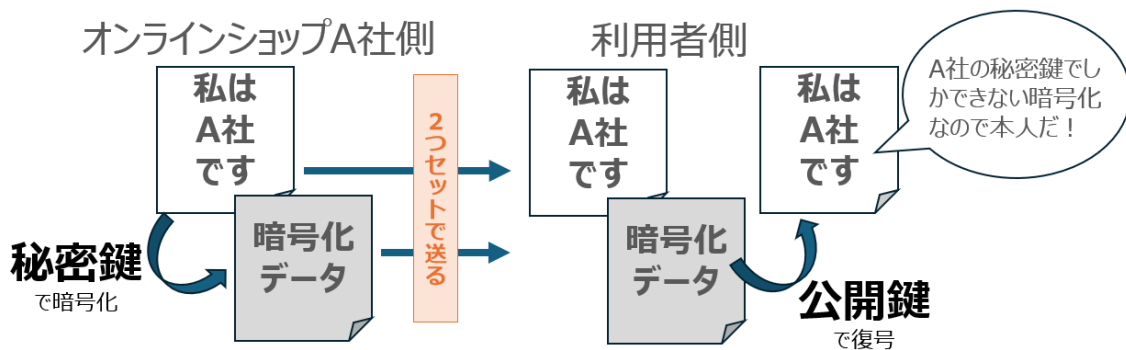 オンラインショップA社側
私は
A社
です
暗号化
データ
秘密鍵
で暗号化
2つセットで送る
利用者側
私は
A社
です
暗号化
データ
公開鍵
で復号
私は
A社
です
A社の秘密鍵でし
かできない暗号化
なので本人だ！